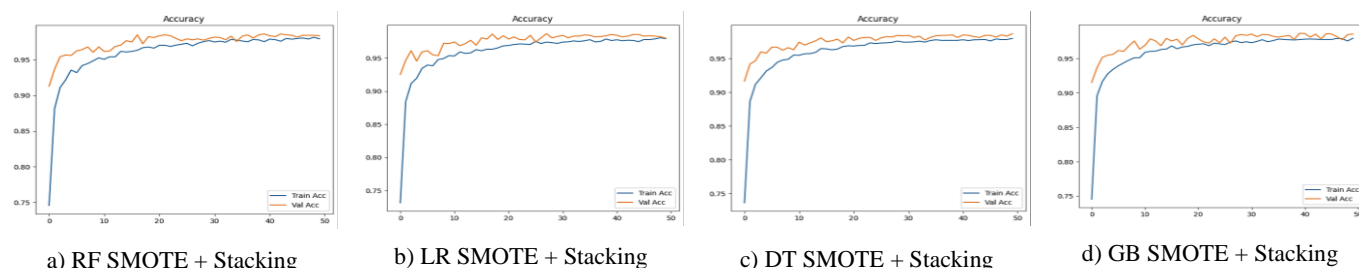 Accuracy
0.95
0.90
0.85
0.80
0.75
0
10
20
30
40
50
Train Acc
Val Acc
a) RF SMOTE + Stacking
Accuracy
0.95
0.90
0.85
0.80
0.75
0
10
20
30
40
50
Train Acc
Val Acc
b) LR SMOTE + Stacking
Accuracy
0.95
0.90
0.85
0.80
0.75
0
10
20
30
40
50
Train Acc
Val Acc
c) DT SMOTE + Stacking
Accuracy
0.95
0.90
0.85
0.80
0.75
0
10
20
30
40
50
Train Acc
Val Acc
d) GB SMOTE + Stacking